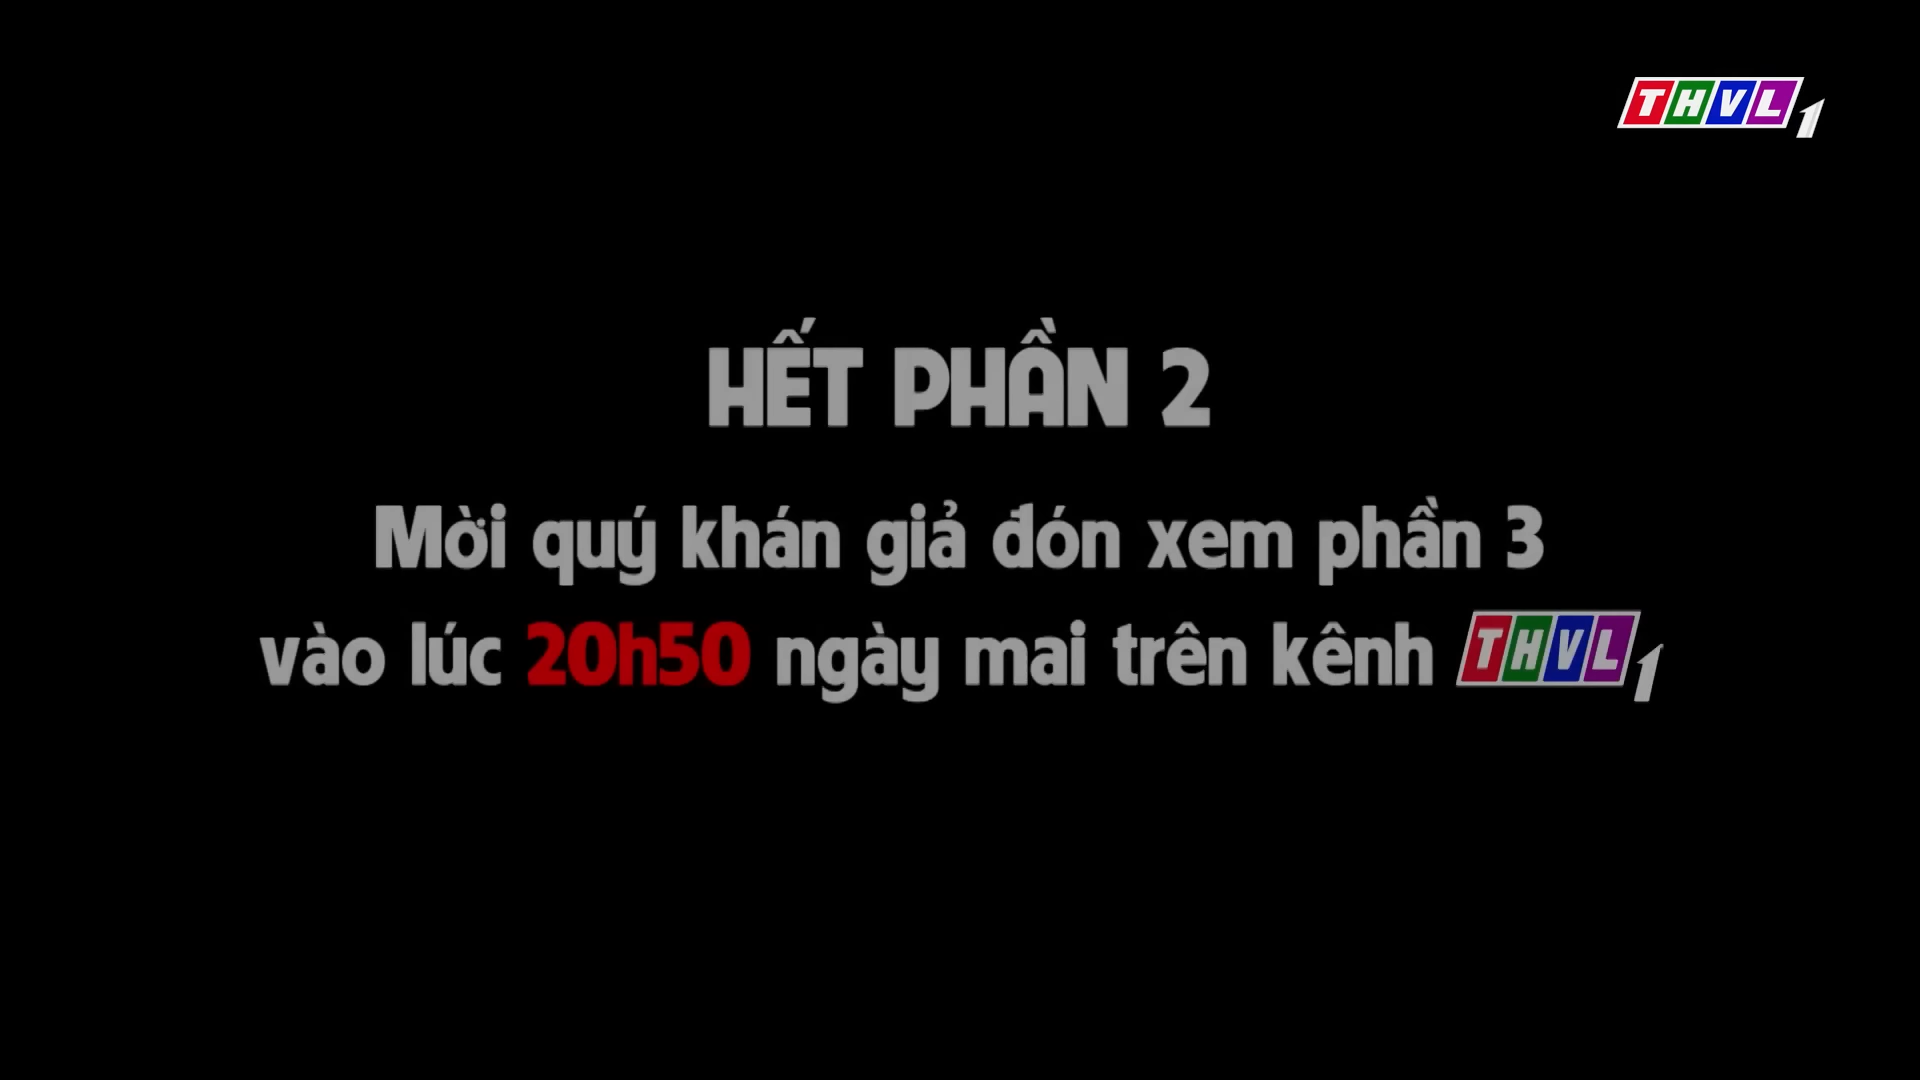 THVL1
HẾT PHẦN 2
Mời quý khán giả đón xem phần 3
vào lúc 20h50 ngày mai trên kênh THVL1